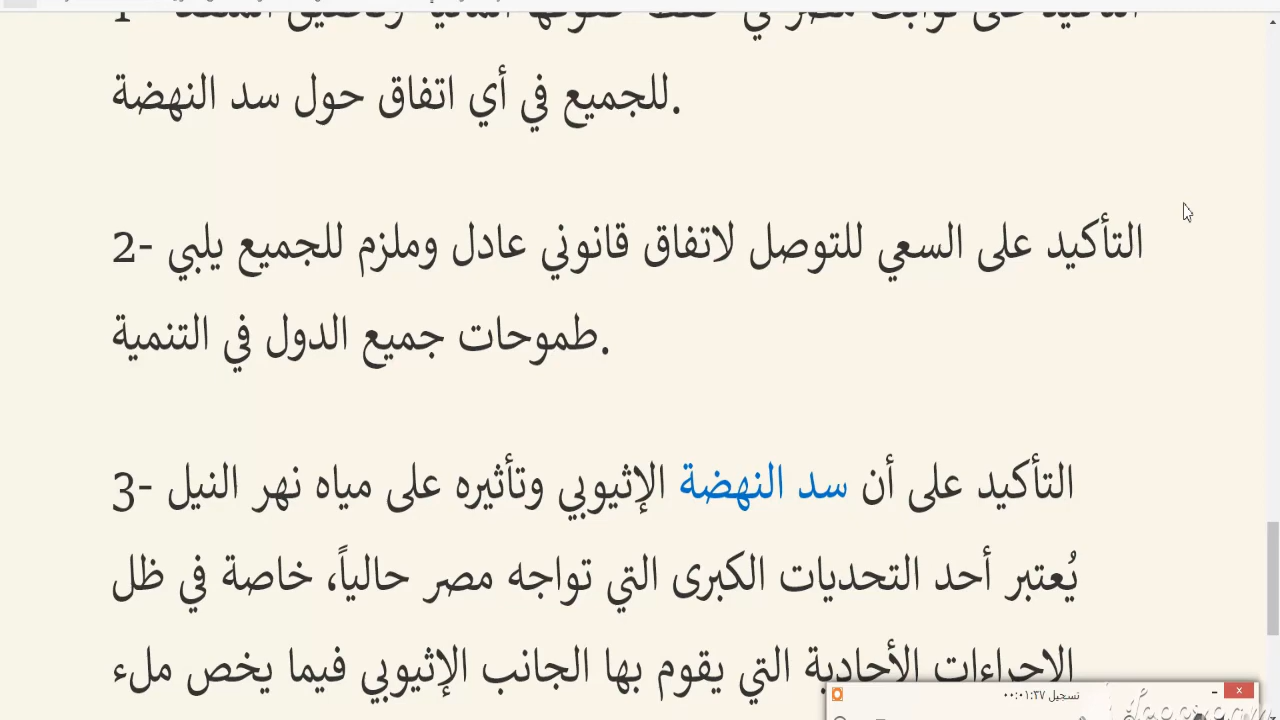 للجميع في أي اتفاق حول سد النهضة.
2- التأكيد على السعي للتوصل لاتفاق قانوني عادل وملزم للجميع يلبي
طموحات جميع الدول في التنمية.
3- التأكيد على أن سد النهضة الإثيوبي وتأثيره على مياه نهر النيل
يُعتبر أحد التحديات الكبرى التي تواجه مصر حالياً، خاصة في ظل
الإجراءات الأحادية التي يقوم بها الجانب الإثيوبي فيما يخص ملء
تسجيل ٠٠:٠١:٣٧